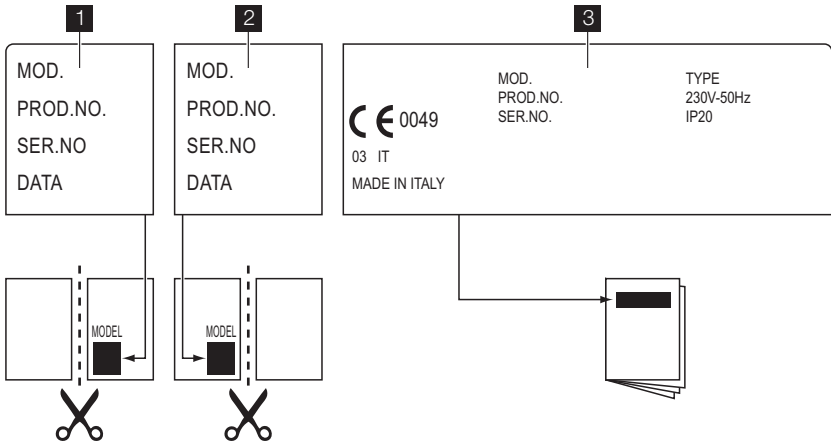 1
MOD.
PROD.NO.
SER.NO
DATA
2
MOD.
PROD.NO.
SER.NO
DATA
3
MOD.
PROD.NO.
SER.NO.
TYPE
230V-50Hz
IP20
CE 0049
03 IT
MADE IN ITALY
MODEL
MODEL